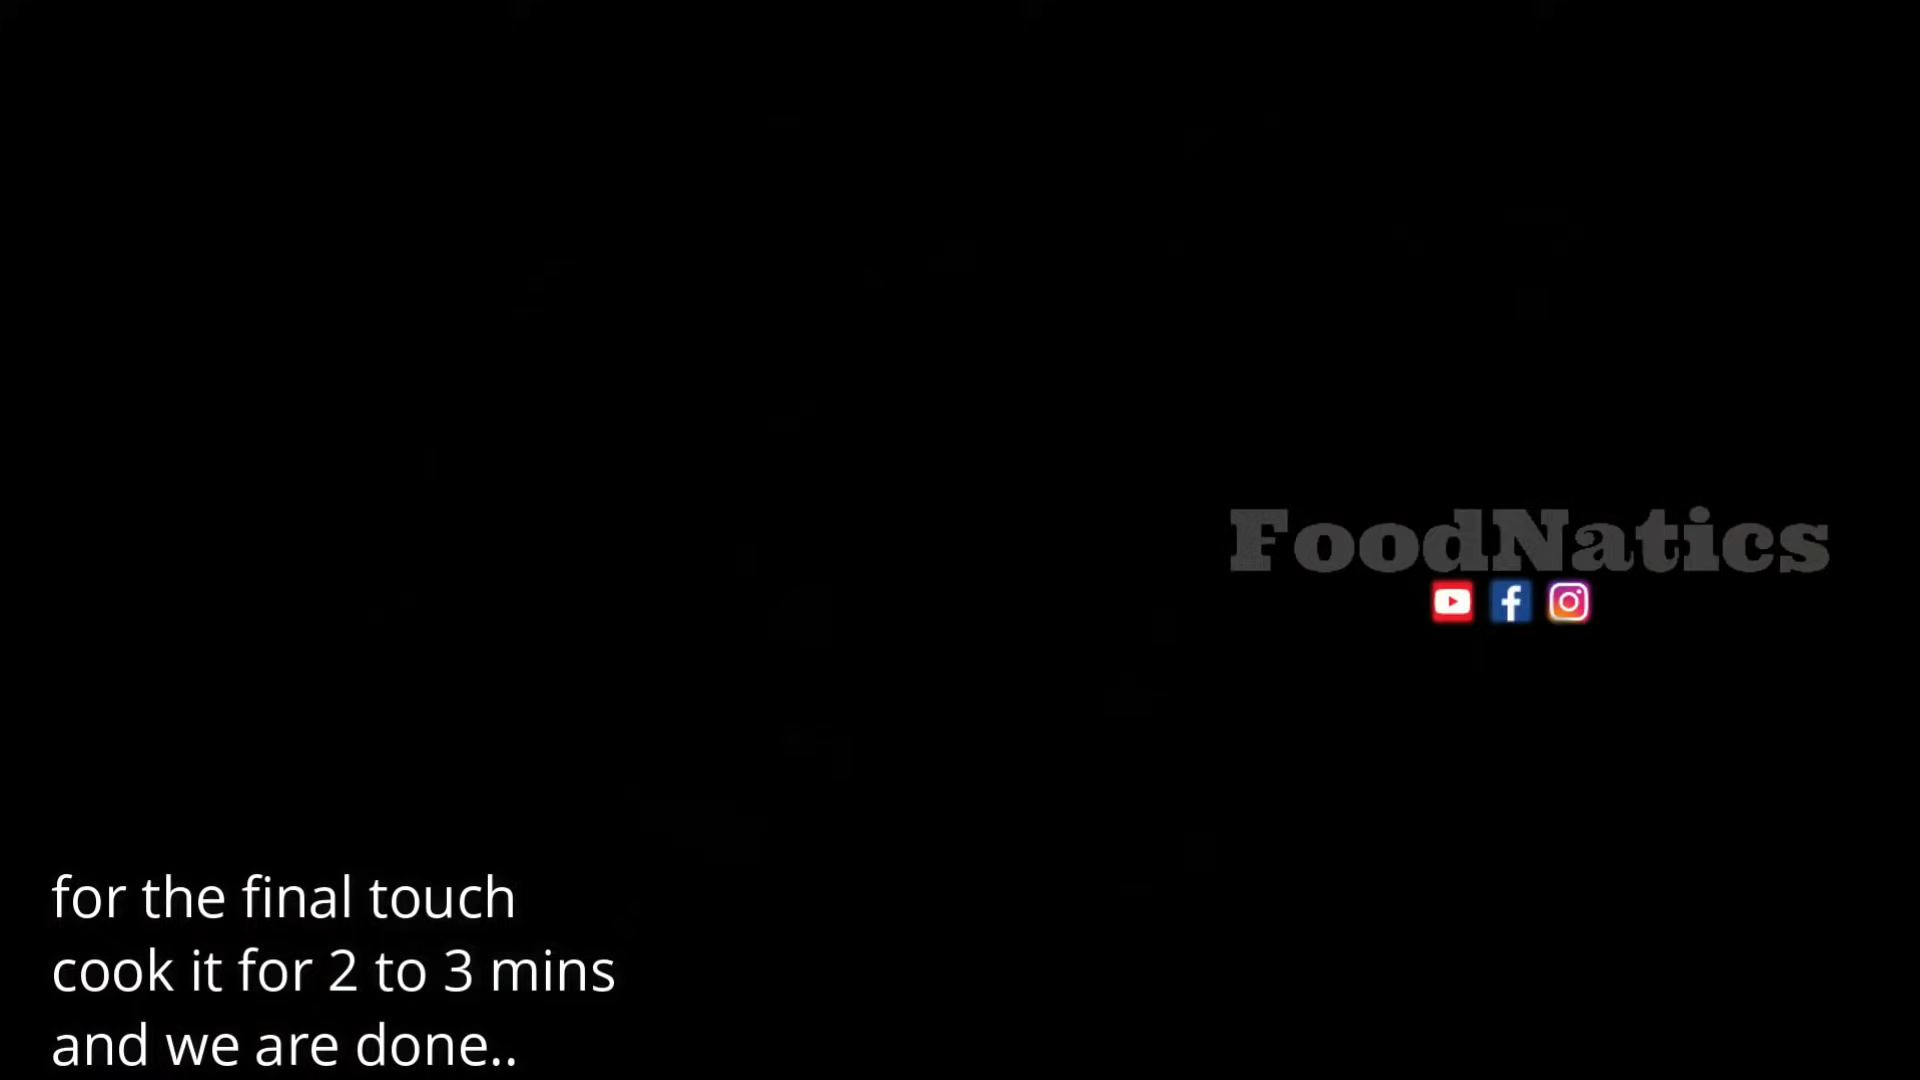 FoodNatics
for the final touch
cook it for 2 to 3 mins
and we are done..